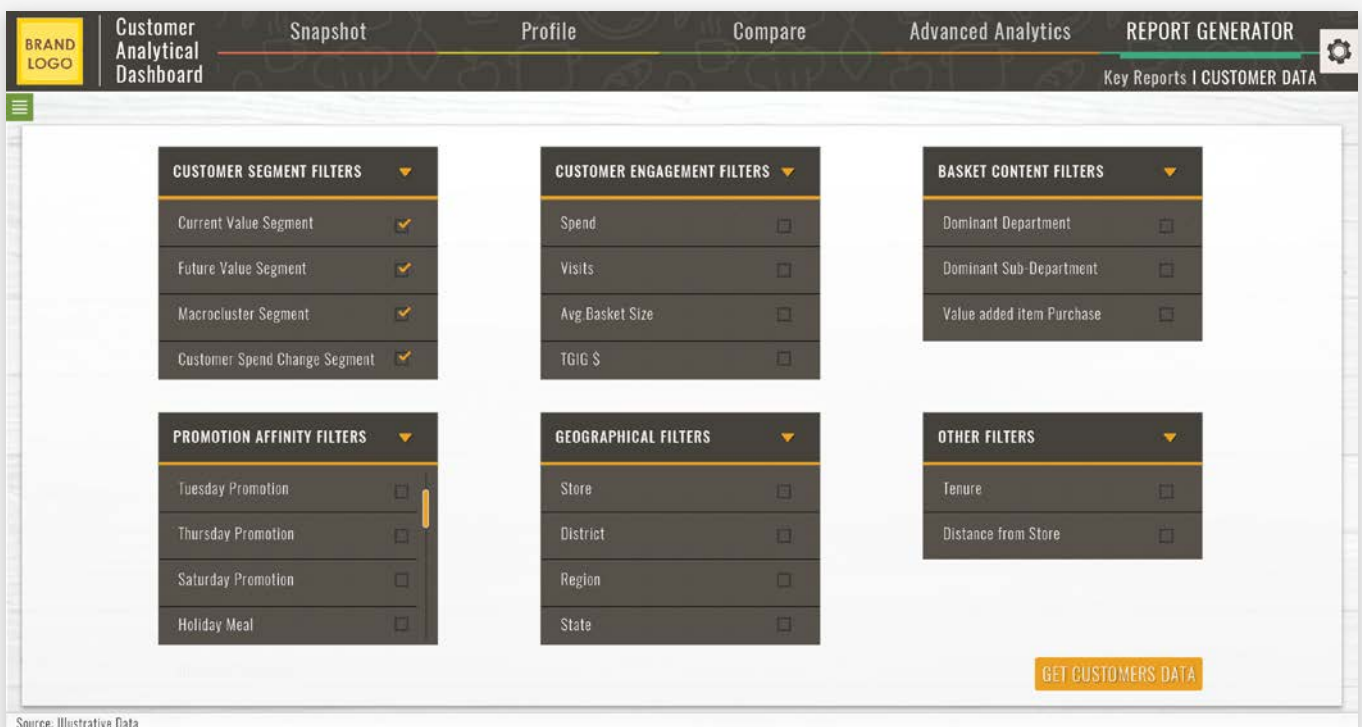 BRAND
LOGO
Customer
Analytical
Dashboard
Snapshot
Profile
Compare
Advanced Analytics
REPORT GENERATOR
Key Reports I CUSTOMER DATA
CUSTOMER SEGMENT FILTERS
Current Value Segment
Future Value Segment
Macrocluster Segment
Customer Spend Change Segment
CUSTOMER ENGAGEMENT FILTERS
Spend
Visits
Avg.Basket Size
TGIG $
BASKET CONTENT FILTERS
Dominant Department
Dominant Sub-Department
Value added item Purchase
PROMOTION AFFINITY FILTERS
Tuesday Promotion
Thursday Promotion
Saturday Promotion
Holiday Meal
GEOGRAPHICAL FILTERS
Store
District
Region
State
OTHER FILTERS
Tenure
Distance from Store
GET CUSTOMERS DATA
Source: Illustrative Data